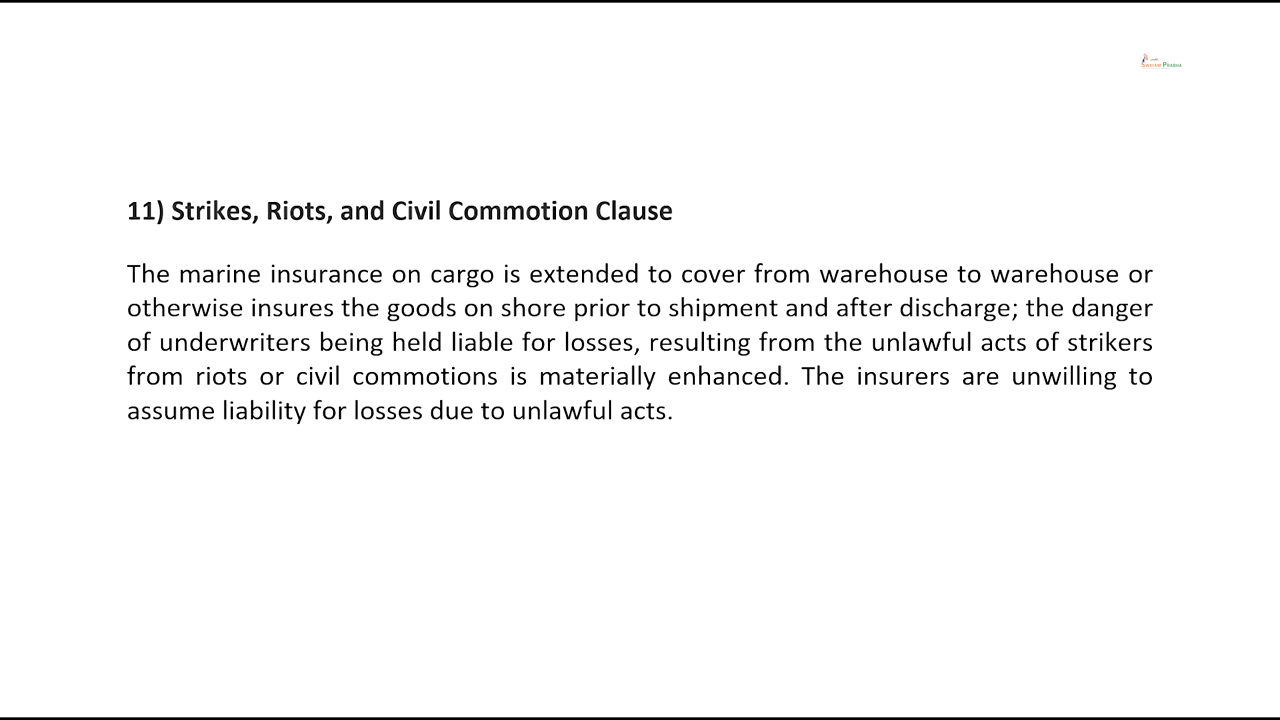 Swayam Prabha
11) Strikes, Riots, and Civil Commotion Clause
The marine insurance on cargo is extended to cover from warehouse to warehouse or
otherwise insures the goods on shore prior to shipment and after discharge; the danger
of underwriters being held liable for losses, resulting from the unlawful acts of strikers
from riots or civil commotions is materially enhanced. The insurers are unwilling to
assume liability for losses due to unlawful acts.